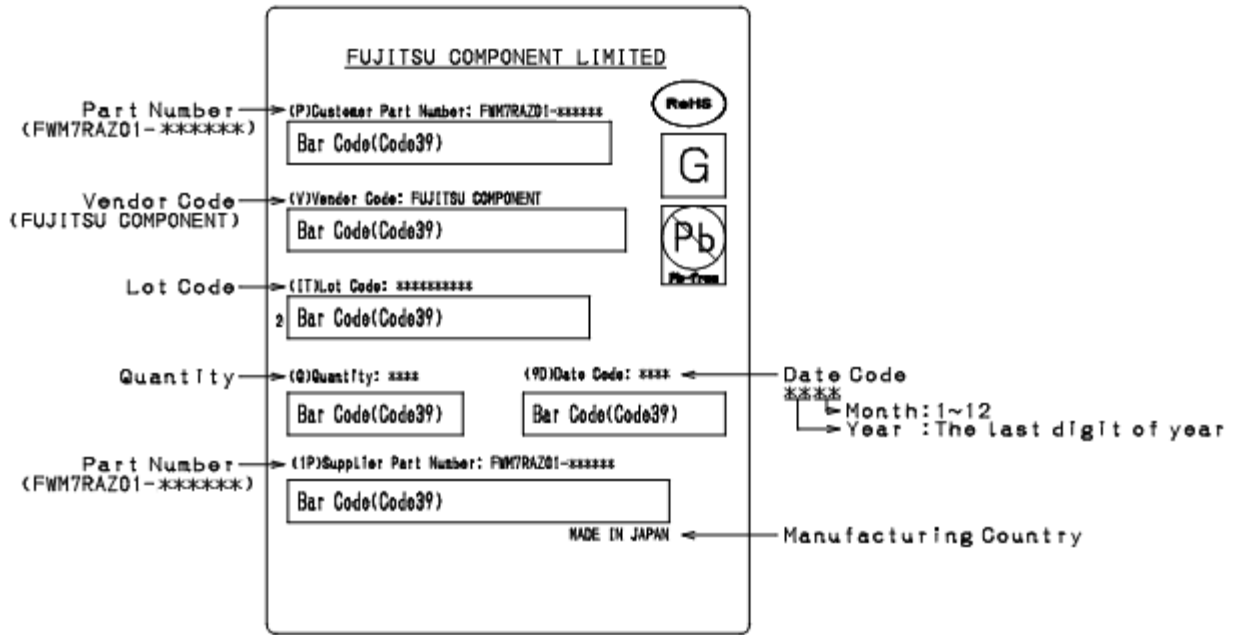 FUJITSU COMPONENT LIMITED
Part Number
(FWM7RAZ01-******)
(P)Customer Part Number: FWM7RAZ01-******
RoHS
Bar Code(Code39)
G
Vendor Code
(FUJITSU COMPONENT)
(V)Vendor Code: FUJITSU COMPONENT
Bar Code(Code39)
Pb
Pb-free
Lot Code
(1T)Lot Code: **********
2
Bar Code(Code39)
Quantity
(Q)Quantity: ****
Bar Code(Code39)
(9D)Date Code: ****
Bar Code(Code39)
Date Code
****
Month:1~12
Year :The last digit of year
Part Number
(FWM7RAZ01-******)
(1P)Supplier Part Number: FWM7RAZ01-******
Bar Code(Code39)
MADE IN JAPAN
Manufacturing Country